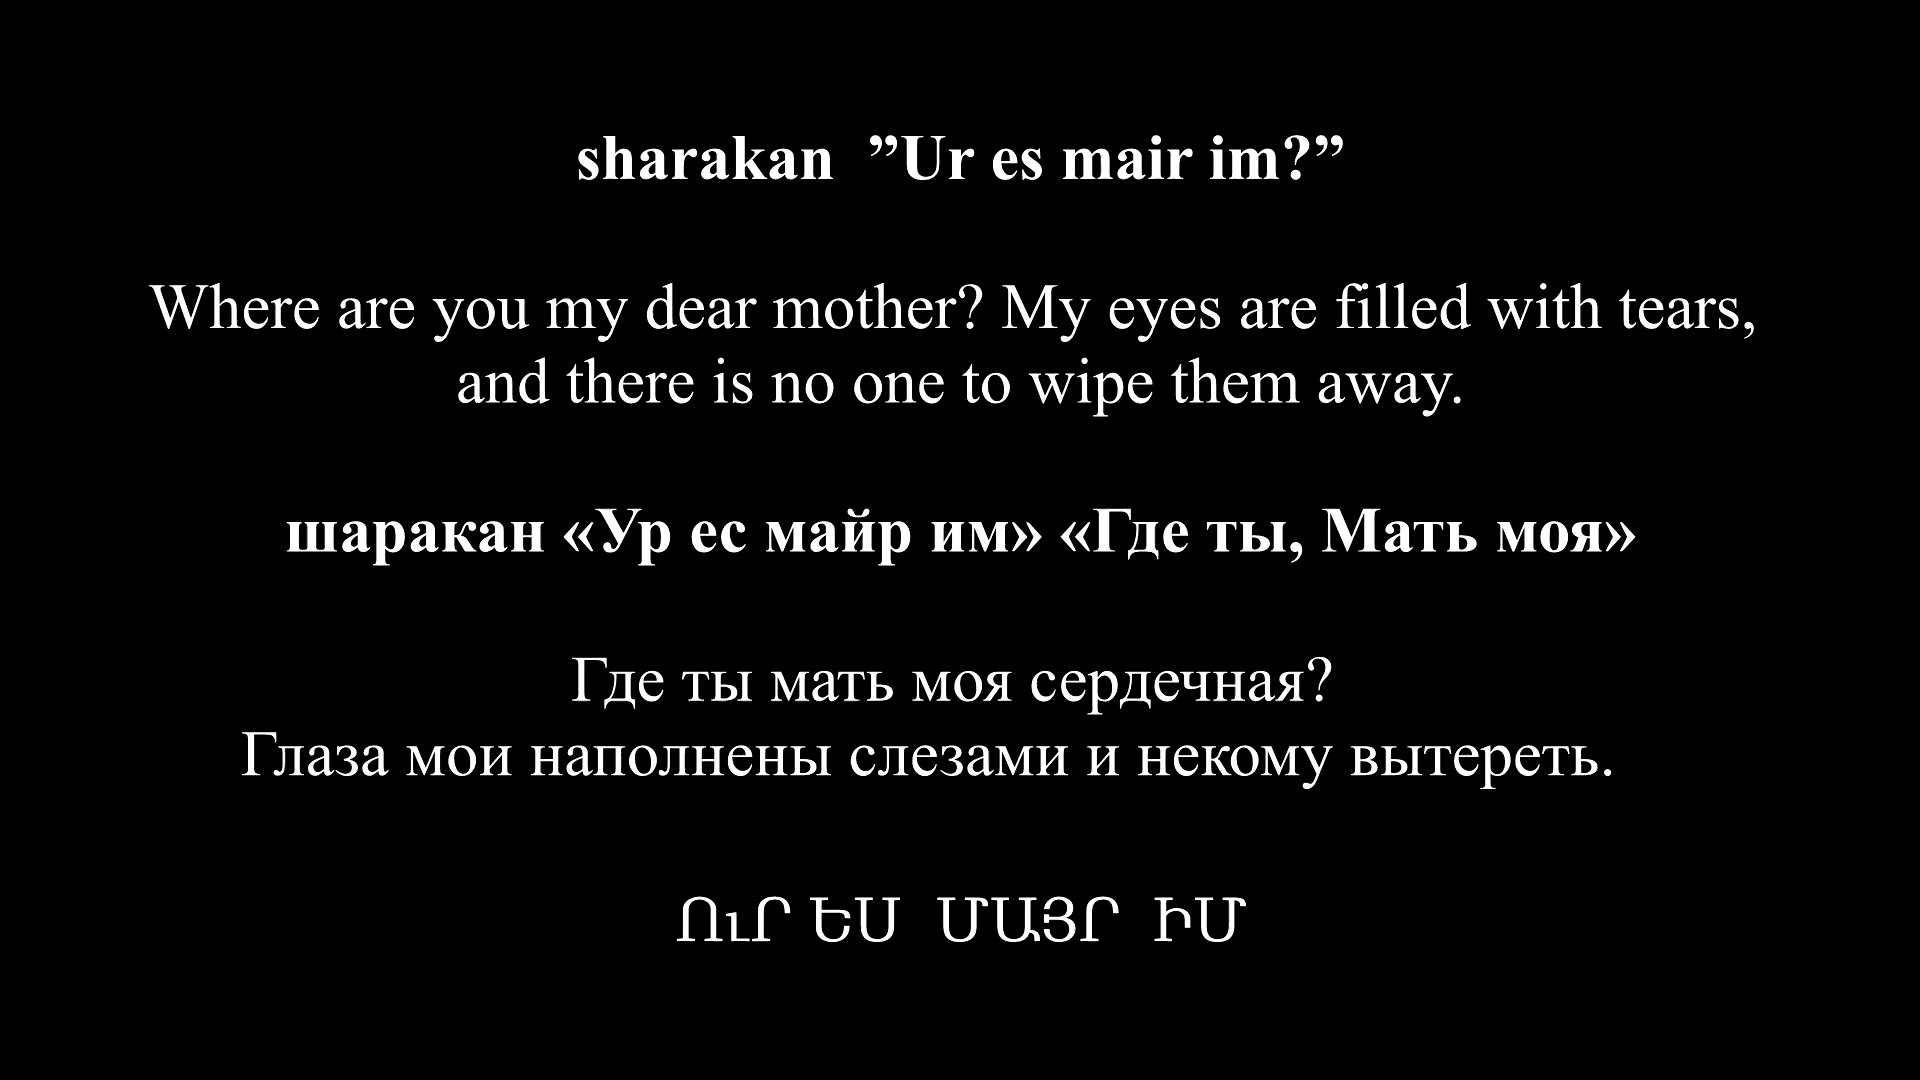 sharakan ”Ur es mair im?”
Where are you my dear mother? My eyes are filled with tears,
and there is no one to wipe them away.
шаракан «Ур ес майр им» «Где ты, Мать моя»
Где ты мать моя сердечная?
Глаза мои наполнены слезами и некому вытереть.
ՈւՐ ԵՍ ՄԱՅՐ ԻՄ